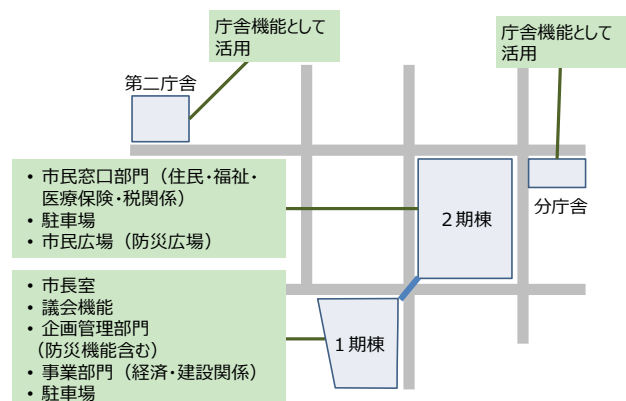 庁舎機能として
活用
庁舎機能として
活用
第二庁舎
• 市民窓口部門（住民・福祉・
医療保険・税関係）
• 駐車場
• 市民広場（防災広場）
２期棟
分庁舎
• 市長室
• 議会機能
• 企画管理部門
（防災機能含む）
• 事業部門（経済・建設関係）
• 駐車場
１期棟